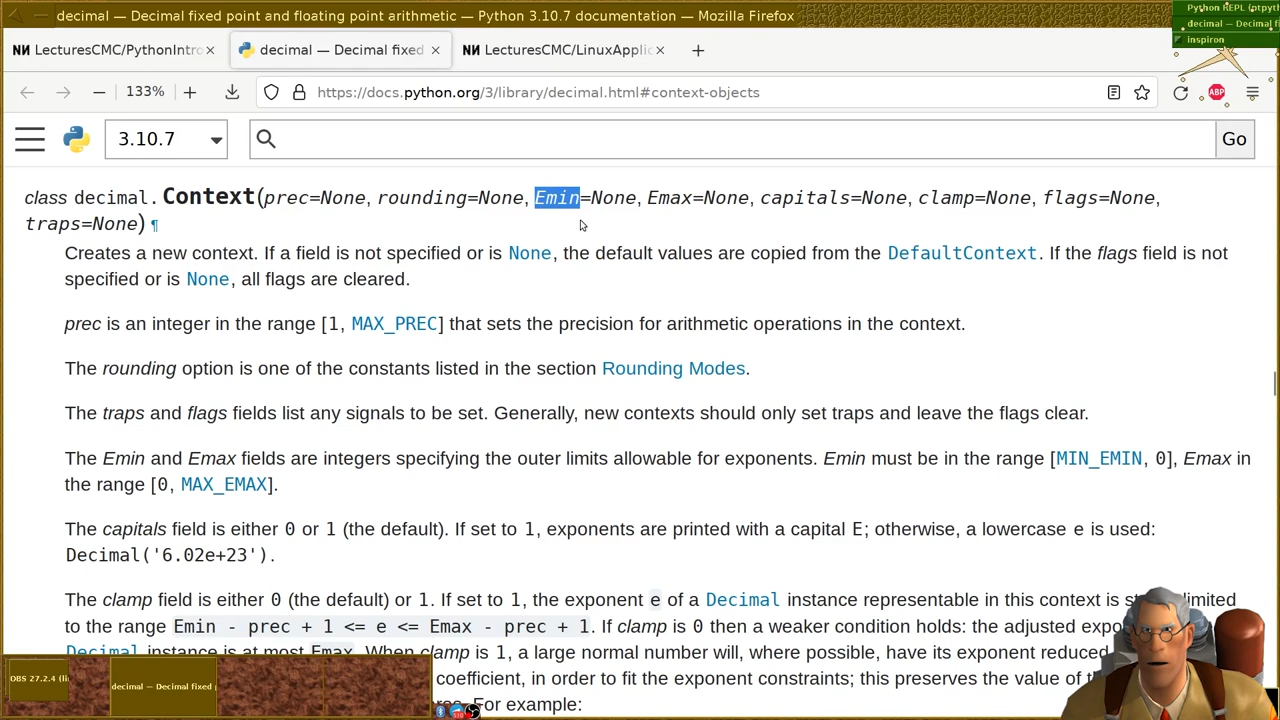 decimal — Decimal fixed point and floating point arithmetic — Python 3.10.7 documentation — Mozilla Firefox
Python REPL (ptpyth
decimal — Decimal fi
inspiron
LecturesCMC/PythonIntro
decimal — Decimal fixed
LecturesCMC/LinuxApplic
133%
https://docs.python.org/3/library/decimal.html#context-objects
ABP
3.10.7
Go
class decimal.Context(prec=None, rounding=None, Emin=None, Emax=None, capitals=None, clamp=None, flags=None,
traps=None) ¶
Creates a new context. If a field is not specified or is None, the default values are copied from the DefaultContext. If the flags field is not
specified or is None, all flags are cleared.
prec is an integer in the range [1, MAX_PREC] that sets the precision for arithmetic operations in the context.
The rounding option is one of the constants listed in the section Rounding Modes.
The traps and flags fields list any signals to be set. Generally, new contexts should only set traps and leave the flags clear.
The Emin and Emax fields are integers specifying the outer limits allowable for exponents. Emin must be in the range [MIN_EMIN, 0], Emax in
the range [0, MAX_EMAX].
The capitals field is either 0 or 1 (the default). If set to 1, exponents are printed with a capital E; otherwise, a lowercase e is used:
Decimal('6.02e+23').
The clamp field is either 0 (the default) or 1. If set to 1, the exponent e of a Decimal instance representable in this context is limited
to the range Emin - prec + 1 <= e <= Emax - prec + 1. If clamp is 0 then a weaker condition holds: the adjusted
Decimal instance is at most Emax. When clamp is 1, a large normal number will, where possible, have its exponent reduced
coefficient, in order to fit the exponent constraints; this preserves the value of
For example:
OBS 27.2.4 (li
decimal — Decimal fixed